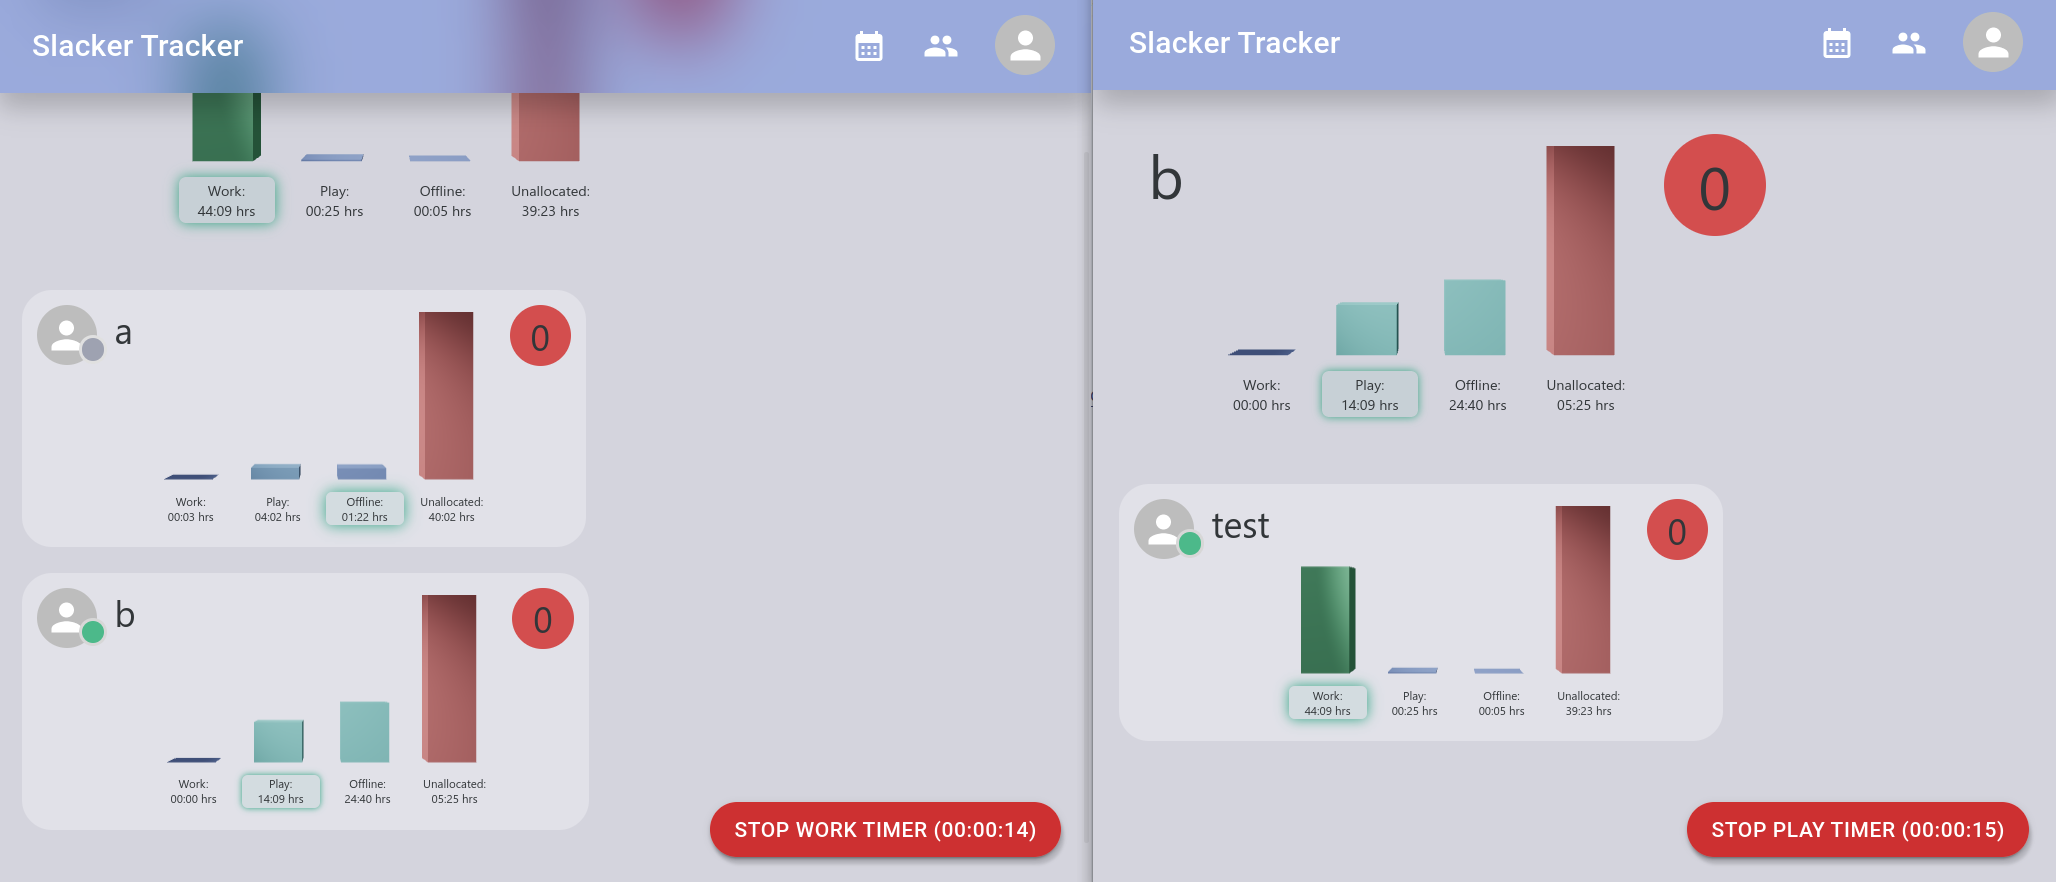 Slacker Tracker
Work: Play: Offline: Unallocated:
44:09 hrs 00:25 hrs 00:05 hrs 39:23 hrs
a 0
Work: Play: Offline: Unallocated:
00:03 hrs 04:02 hrs 01:22 hrs 40:02 hrs
b 0
Work: Play: Offline: Unallocated:
00:00 hrs 14:09 hrs 24:40 hrs 05:25 hrs
STOP WORK TIMER (00:00:14)
Slacker Tracker
b 0
Work: Play: Offline: Unallocated:
00:00 hrs 14:09 hrs 24:40 hrs 05:25 hrs
test 0
Work: Play: Offline: Unallocated:
44:09 hrs 00:25 hrs 00:05 hrs 39:23 hrs
STOP PLAY TIMER (00:00:15)